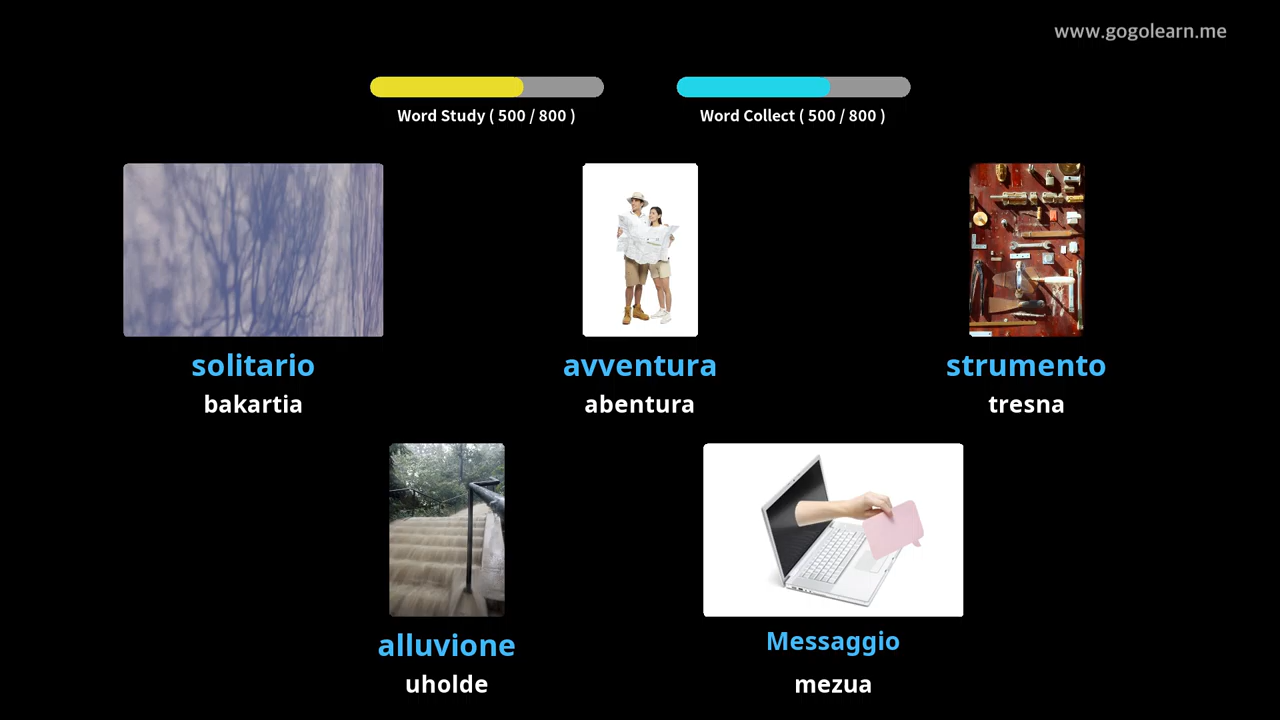 www.gogolearn.me
Word Study ( 500 / 800 )
Word Collect ( 500 / 800 )
solitario
bakartia
avventura
abentura
strumento
tresna
alluvione
uholde
Messaggio
mezua